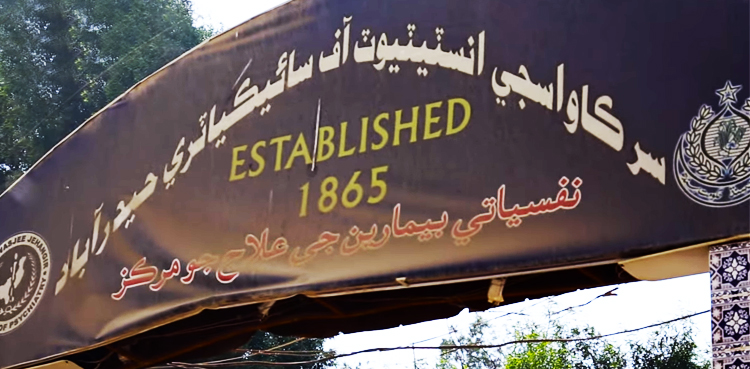 سر ڪاواسجي انسٽيٽيوٽ آف سائيڪياٽري حيدرآباد
ESTABLISHED
1865
نفسياتي بيمارين جي علاج جو مرڪز